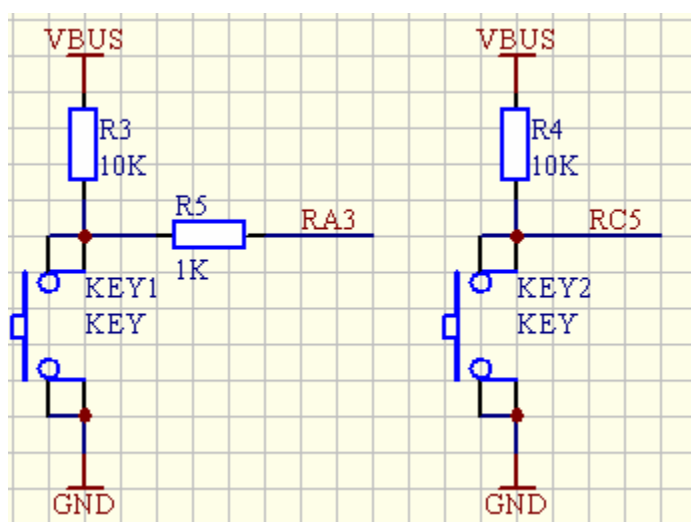 VBUS
R3
10K
R5
RA3
1K
KEY1
KEY
GND
VBUS
R4
10K
RC5
KEY2
KEY
GND